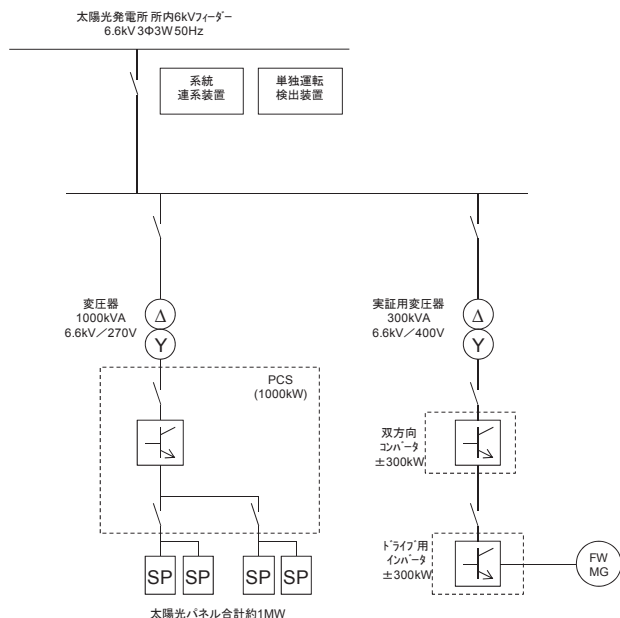 太陽光発電所 所内6kVフィーダー
6.6kV 3Φ3W 50Hz
系統
連系装置
単独運転
検出装置
変圧器
1000kVA
6.6kV／270V
Δ
Y
実証用変圧器
300kVA
6.6kV／400V
Δ
Y
PCS
(1000kW)
双方向
コンバータ
±300kW
ドライブ用
インバータ
±300kW
FW
MG
SP
SP
SP
SP
太陽光パネル合計約1MW